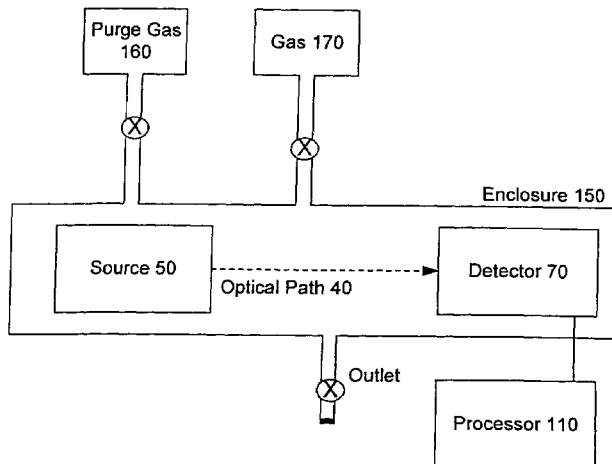 Purge Gas
160
Gas 170
X
X
Enclosure 150
Source 50
Optical Path 40
Detector 70
X
Outlet
Processor 110